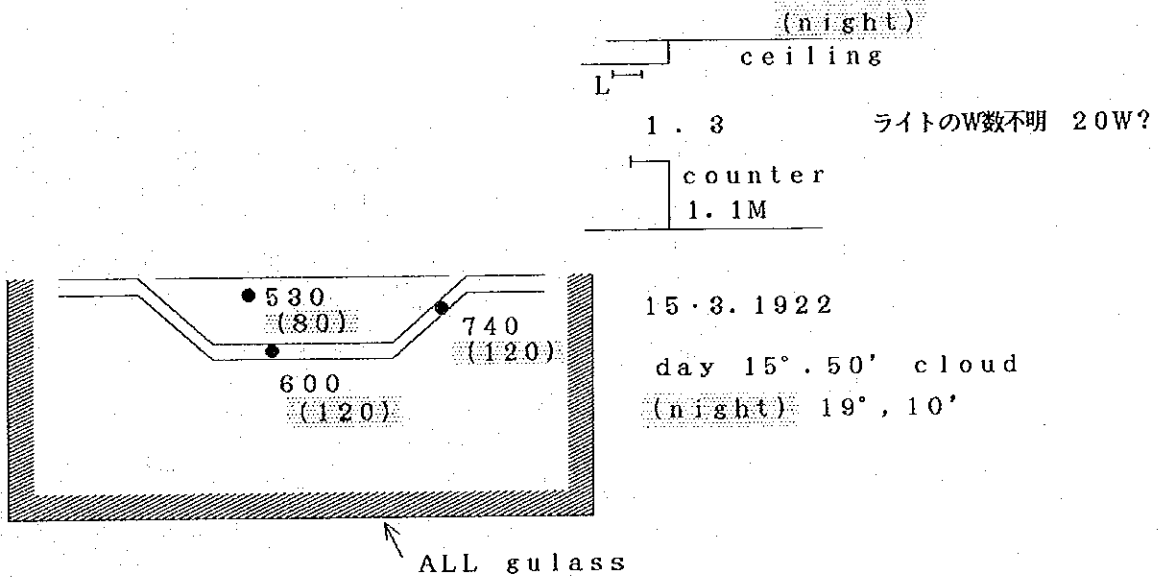 (night)
ceiling
L
1.3
ライトのW数不明 20W?
counter
1.1M
530
(80)
740
(120)
600
(120)
15・3.1922
day 15°.50' cloud
(night) 19°,10'
ALL gulass